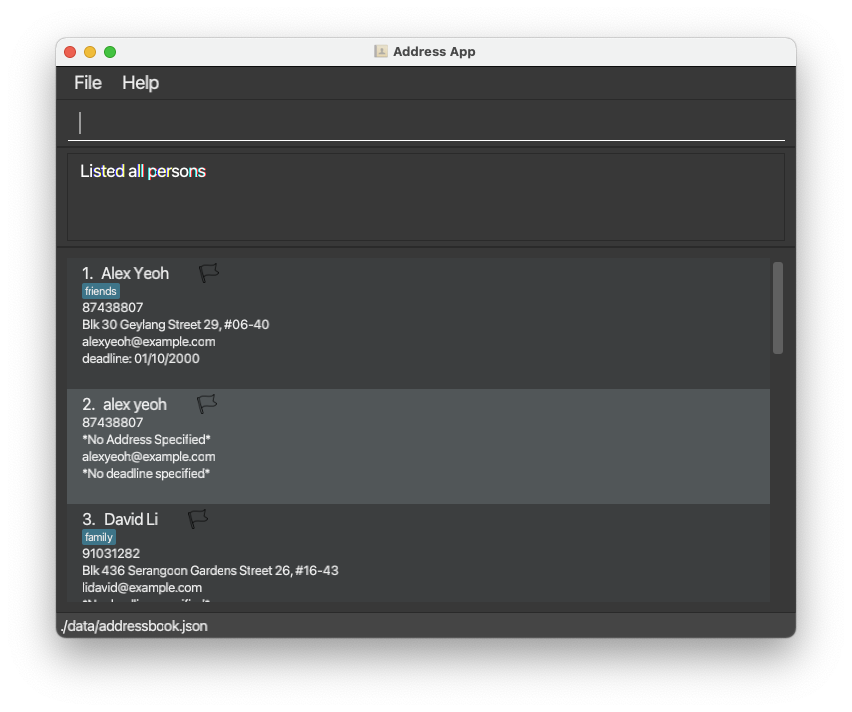 Address App
File Help
Listed all persons
1. Alex Yeoh
friends
87438807
Blk 30 Geylang Street 29, #06-40
alexyeoh@example.com
deadline: 01/10/2000
2. alex yeoh
87438807
*No Address Specified*
alexyeoh@example.com
*No deadline specified*
3. David Li
family
91031282
Blk 436 Serangoon Gardens Street 26, #16-43
lidavid@example.com
./data/addressbook.json